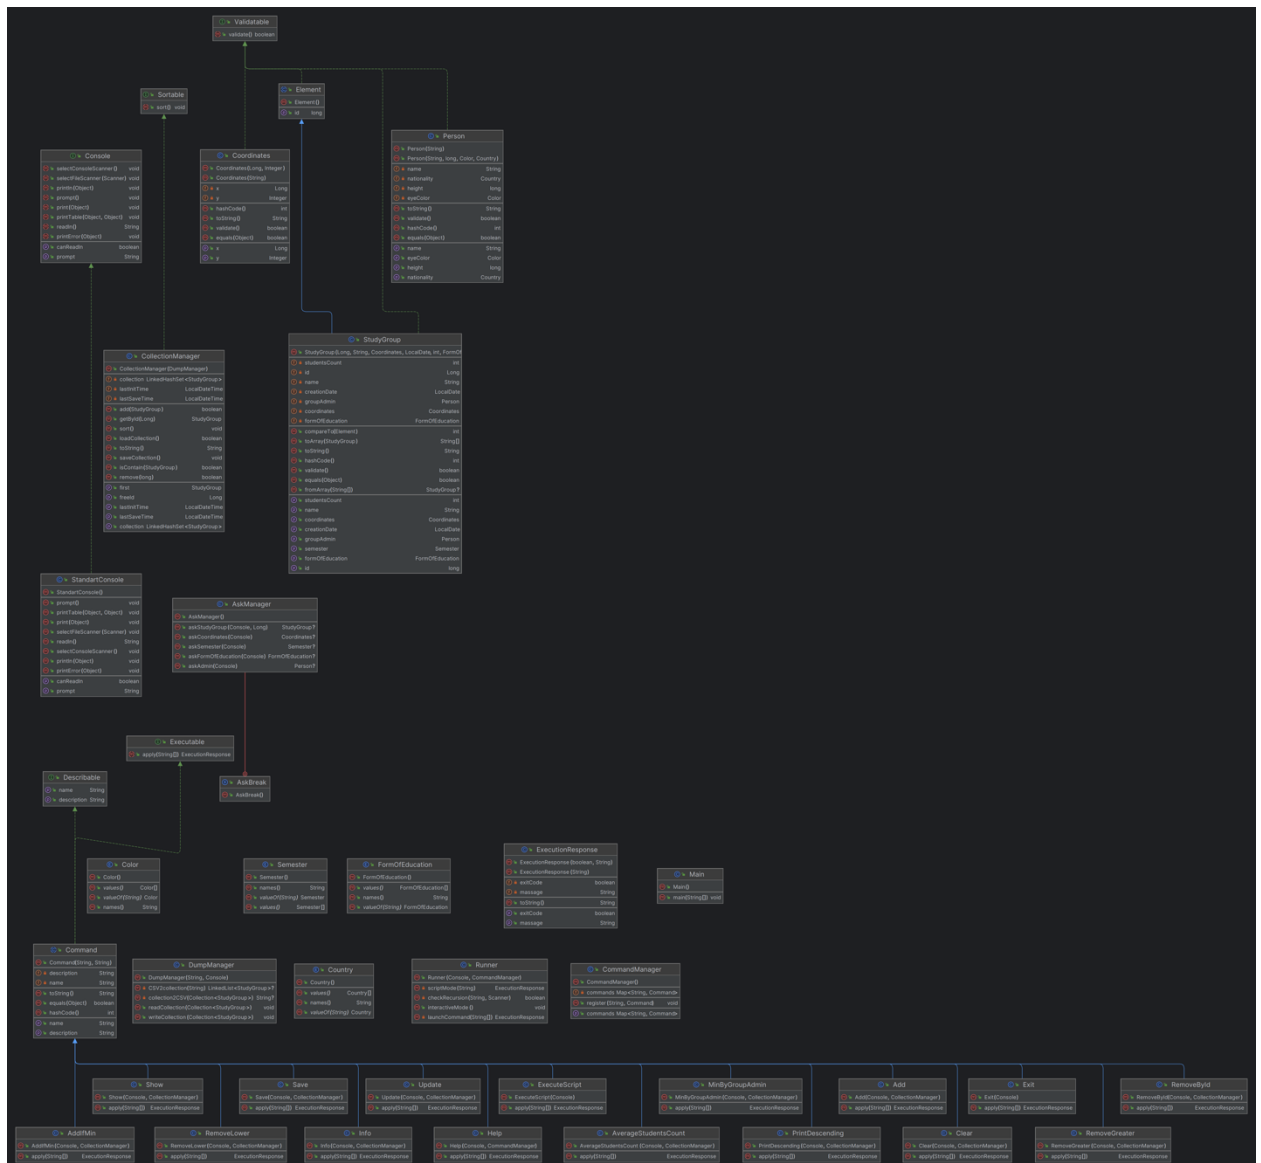 Validatable
validate() boolean
Element
Element()
id long
Sortable
sort() void
Person
Person(String)
Person(String, long, Color, Country)
name String
nationality Country
height long
eyeColor Color
toString() String
validate() boolean
hashCode() int
equals(Object) boolean
name String
eyeColor Color
height long
nationality Country
Console
selectConsoleScanner() void
selectFileScanner(Scanner) void
println(Object) void
prompt() void
print(Object) void
printTable(Object, Object) void
readln() String
printError(Object) void
canReadln boolean
prompt String
Coordinates
Coordinates(Long, Integer)
Coordinates(String)
x Long
y Integer
hashCode() int
toString() String
validate() boolean
equals(Object) boolean
x Long
y Integer
StudyGroup
StudyGroup(Long, String, Coordinates, LocalDate, int, FormOf
studentsCount int
id Long
name String
creationDate LocalDate
groupAdmin Person
coordinates Coordinates
formOfEducation FormOfEducation
compareTo(Element) int
toArray(StudyGroup) String[]
toString() String
hashCode() int
validate() boolean
equals(Object) boolean
fromArray(String[]) StudyGroup?
studentsCount int
name String
coordinates Coordinates
creationDate LocalDate
groupAdmin Person
semester Semester
formOfEducation FormOfEducation
id long
CollectionManager
CollectionManager(DumpManager)
collection LinkedHashSet<StudyGroup>
lastInitTime LocalDateTime
lastSaveTime LocalDateTime
add(StudyGroup) boolean
getById(Long) StudyGroup
sort() void
loadCollection() boolean
toString() String
saveCollection() void
isContain(StudyGroup) boolean
remove(long) boolean
first StudyGroup
freeId Long
lastInitTime LocalDateTime
lastSaveTime LocalDateTime
collection LinkedHashSet<StudyGroup>
StandartConsole
StandartConsole()
prompt() void
printTable(Object, Object) void
print(Object) void
selectFileScanner(Scanner) void
readln() String
selectConsoleScanner() void
println(Object) void
printError(Object) void
canReadln boolean
prompt String
AskManager
AskManager()
askStudyGroup(Console, Long) StudyGroup?
askCoordinates(Console) Coordinates?
askSemester(Console) Semester?
askFormOfEducation(Console) FormOfEducation?
askAdmin(Console) Person?
Executable
apply(String[]) ExecutionResponse
Describable
name String
description String
AskBreak
AskBreak()
Color
Color()
values() Color[]
valueOf(String) Color
names() String
Semester
Semester()
names() String
valueOf(String) Semester
values() Semester[]
FormOfEducation
FormOfEducation()
values() FormOfEducation[]
names() String
valueOf(String) FormOfEducation
ExecutionResponse
ExecutionResponse(boolean, String)
ExecutionResponse(String)
exitCode boolean
massage String
toString() String
exitCode boolean
massage String
Main
Main()
main(String[]) void
Command
Command(String, String)
description String
name String
toString() String
equals(Object) boolean
hashCode() int
name String
description String
DumpManager
DumpManager(String, Console)
CSV2collection(String) LinkedList<StudyGroup>?
collection2CSV(Collection<StudyGroup>) String?
readCollection(Collection<StudyGroup>) void
writeCollection(Collection<StudyGroup>) void
Country
Country()
values() Country[]
names() String
valueOf(String) Country
Runner
Runner(Console, CommandManager)
scriptMode(String) ExecutionResponse
checkRecursion(String, Scanner) boolean
interactiveMode() void
launchCommand(String[]) ExecutionResponse
CommandManager
CommandManager()
commands Map<String, Command>
register(String, Command) void
commands Map<String, Command>
Show
Show(Console, CollectionManager)
apply(String[]) ExecutionResponse
Save
Save(Console, CollectionManager)
apply(String[]) ExecutionResponse
Update
Update(Console, CollectionManager)
apply(String[]) ExecutionResponse
ExecuteScript
ExecuteScript(Console)
apply(String[]) ExecutionResponse
MinByGroupAdmin
MinByGroupAdmin(Console, CollectionManager)
apply(String[]) ExecutionResponse
Add
Add(Console, CollectionManager)
apply(String[]) ExecutionResponse
Exit
Exit(Console)
apply(String[]) ExecutionResponse
RemoveById
RemoveById(Console, CollectionManager)
apply(String[]) ExecutionResponse
AddIfMin
AddIfMin(Console, CollectionManager)
apply(String[]) ExecutionResponse
RemoveLower
RemoveLower(Console, CollectionManager)
apply(String[]) ExecutionResponse
Info
Info(Console, CollectionManager)
apply(String[]) ExecutionResponse
Help
Help(Console, CommandManager)
apply(String[]) ExecutionResponse
AverageStudentsCount
AverageStudentsCount(Console, CollectionManager)
apply(String[]) ExecutionResponse
PrintDescending
PrintDescending(Console, CollectionManager)
apply(String[]) ExecutionResponse
Clear
Clear(Console, CollectionManager)
apply(String[]) ExecutionResponse
RemoveGreater
RemoveGreater(Console, CollectionManager)
apply(String[]) ExecutionResponse